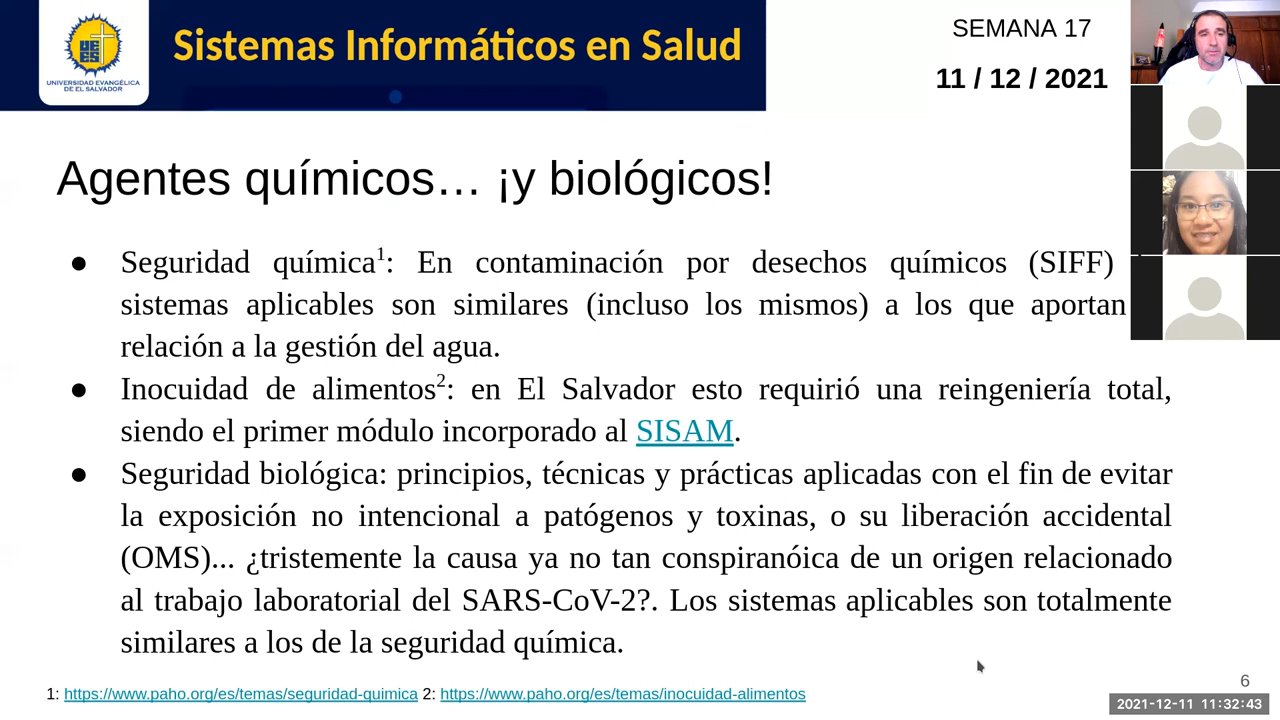 Sistemas Informáticos en Salud
UNIVERSIDAD EVANGÉLICA
DE EL SALVADOR
SEMANA 17
11 / 12 / 2021
Agentes químicos… ¡y biológicos!
● Seguridad química1: En contaminación por desechos químicos (SIFF)
sistemas aplicables son similares (incluso los mismos) a los que aportan
relación a la gestión del agua.
● Inocuidad de alimentos2: en El Salvador esto requirió una reingeniería total,
siendo el primer módulo incorporado al SISAM.
● Seguridad biológica: principios, técnicas y prácticas aplicadas con el fin de evitar
la exposición no intencional a patógenos y toxinas, o su liberación accidental
(OMS)... ¿tristemente la causa ya no tan conspiranóica de un origen relacionado
al trabajo laboratorial del SARS-CoV-2?. Los sistemas aplicables son totalmente
similares a los de la seguridad química.
1: https://www.paho.org/es/temas/seguridad-quimica 2: https://www.paho.org/es/temas/inocuidad-alimentos
6
2021-12-11 11:32:43